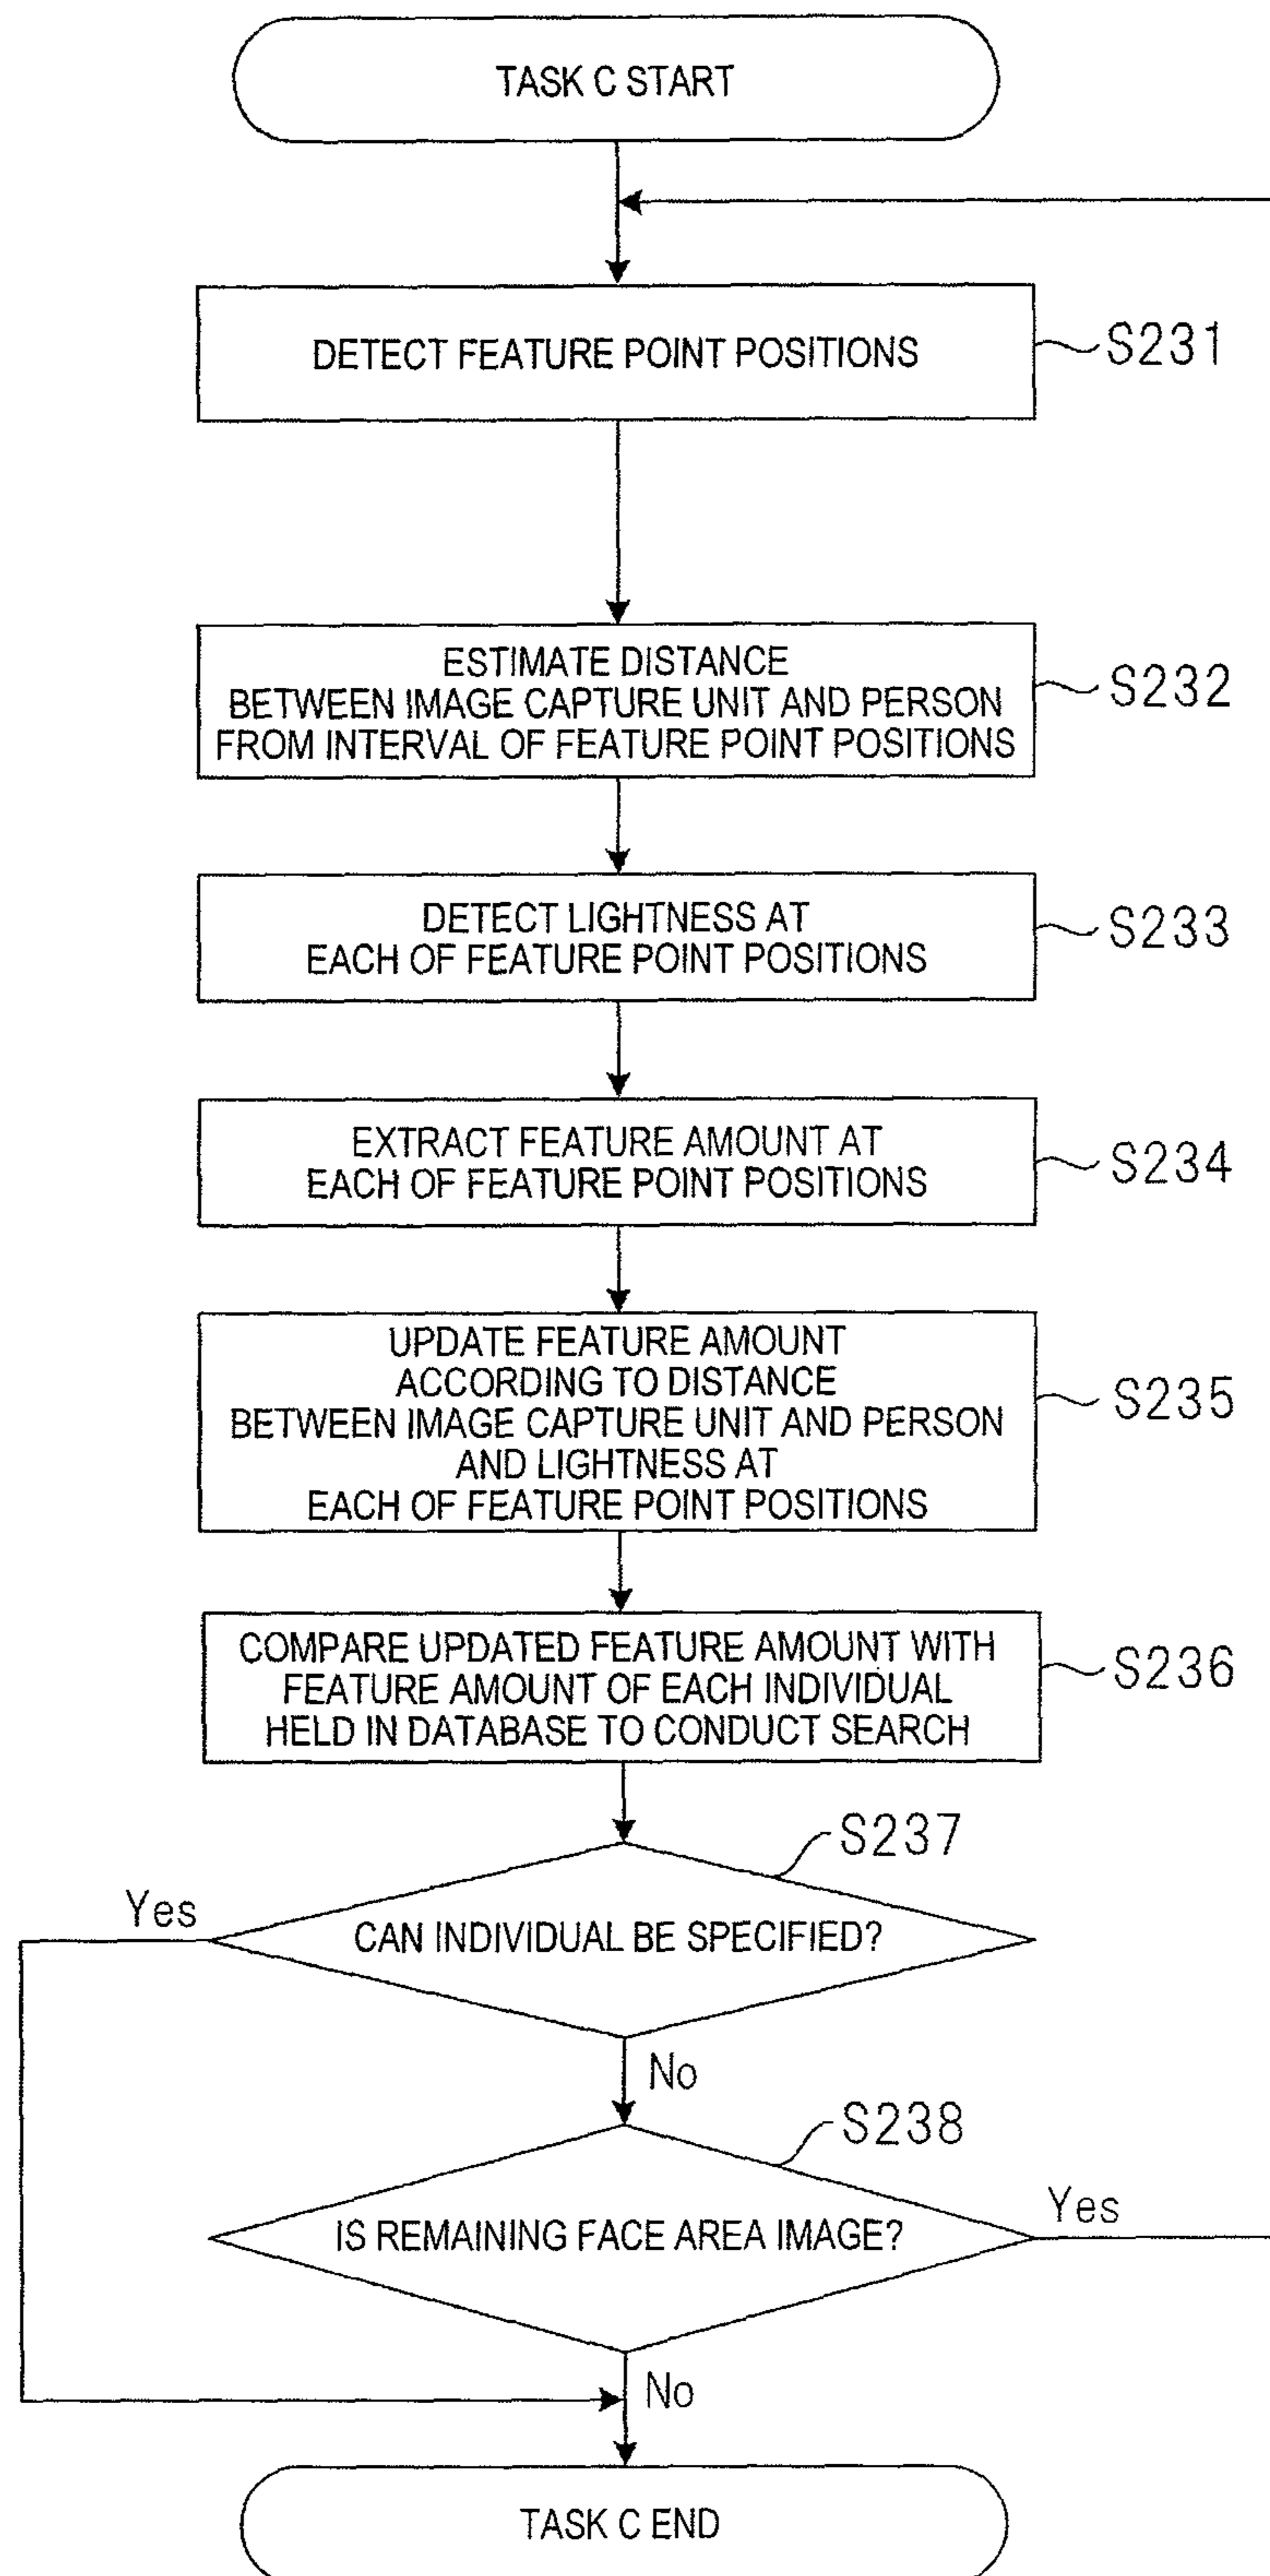 TASK C START
DETECT FEATURE POINT POSITIONS
S231
ESTIMATE DISTANCE
BETWEEN IMAGE CAPTURE UNIT AND PERSON
FROM INTERVAL OF FEATURE POINT POSITIONS
S232
DETECT LIGHTNESS AT
EACH OF FEATURE POINT POSITIONS
S233
EXTRACT FEATURE AMOUNT AT
EACH OF FEATURE POINT POSITIONS
S234
UPDATE FEATURE AMOUNT
ACCORDING TO DISTANCE
BETWEEN IMAGE CAPTURE UNIT AND PERSON
AND LIGHTNESS AT
EACH OF FEATURE POINT POSITIONS
S235
COMPARE UPDATED FEATURE AMOUNT WITH
FEATURE AMOUNT OF EACH INDIVIDUAL
HELD IN DATABASE TO CONDUCT SEARCH
S236
S237
Yes
CAN INDIVIDUAL BE SPECIFIED?
No
S238
IS REMAINING FACE AREA IMAGE?
Yes
No
TASK C END